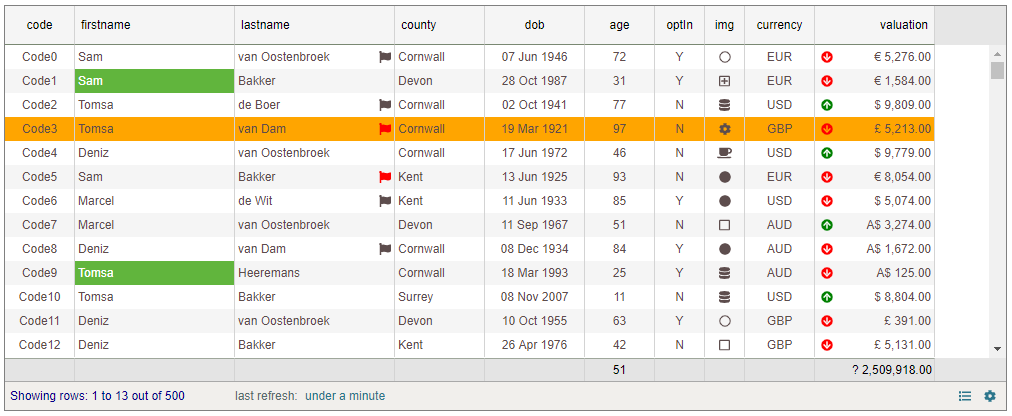 code firstname lastname county dob age optIn img currency valuation
Code0 Sam van Oostenbroek Cornwall 07 Jun 1946 72 Y EUR € 5,276.00
Code1 Sam Bakker Devon 28 Oct 1987 31 Y EUR € 1,584.00
Code2 Tomsa de Boer Cornwall 02 Oct 1941 77 N USD $ 9,809.00
Code3 Tomsa van Dam Cornwall 19 Mar 1921 97 N GBP £ 5,213.00
Code4 Deniz van Oostenbroek Cornwall 17 Jun 1972 46 N USD $ 9,779.00
Code5 Sam Bakker Kent 13 Jun 1925 93 N EUR € 8,054.00
Code6 Marcel de Wit Kent 11 Jun 1933 85 Y USD $ 5,074.00
Code7 Marcel van Oostenbroek Devon 11 Sep 1967 51 N AUD A$ 3,274.00
Code8 Deniz van Dam Cornwall 08 Dec 1934 84 Y AUD A$ 1,672.00
Code9 Tomsa Heeremans Cornwall 18 Mar 1993 25 Y AUD A$ 125.00
Code10 Tomsa Bakker Surrey 08 Nov 2007 11 N USD $ 8,804.00
Code11 Deniz van Oostenbroek Devon 10 Oct 1955 63 Y GBP £ 391.00
Code12 Deniz Bakker Kent 26 Apr 1976 42 N GBP £ 5,131.00
51 ? 2,509,918.00
Showing rows: 1 to 13 out of 500 last refresh: under a minute